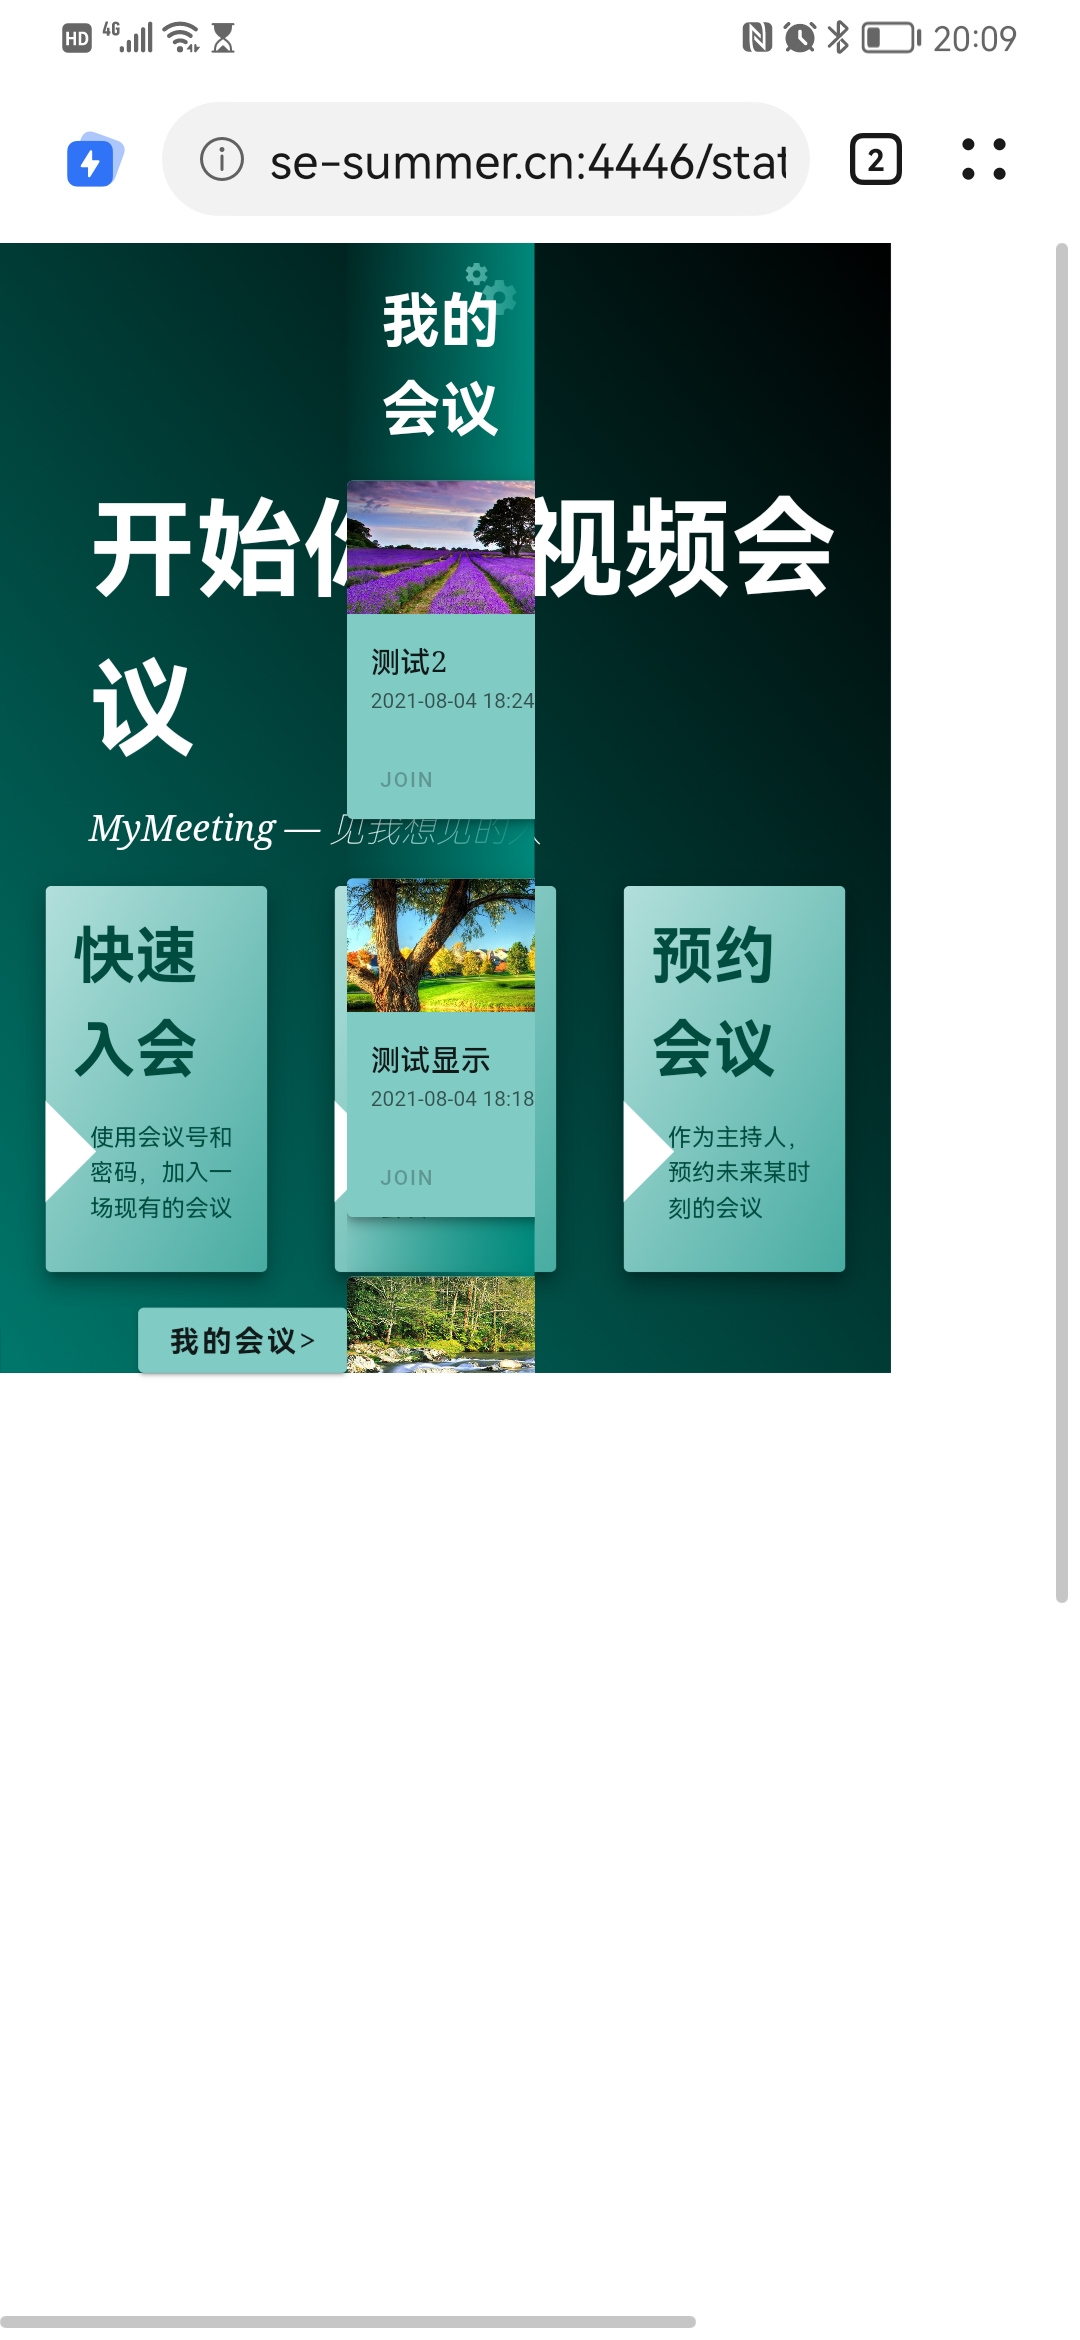 HD 4G 20:09
se-summer.cn:4446/stat
2
我的
会议
开始 视频会
议
测试2
2021-08-04 18:24
JOIN
MyMeeting — 见我想见的人
测试显示
2021-08-04 18:18
JOIN
快速
入会
使用会议号和
密码，加入一
场现有的会议
预约
会议
作为主持人，
预约未来某时
刻的会议
我的会议>